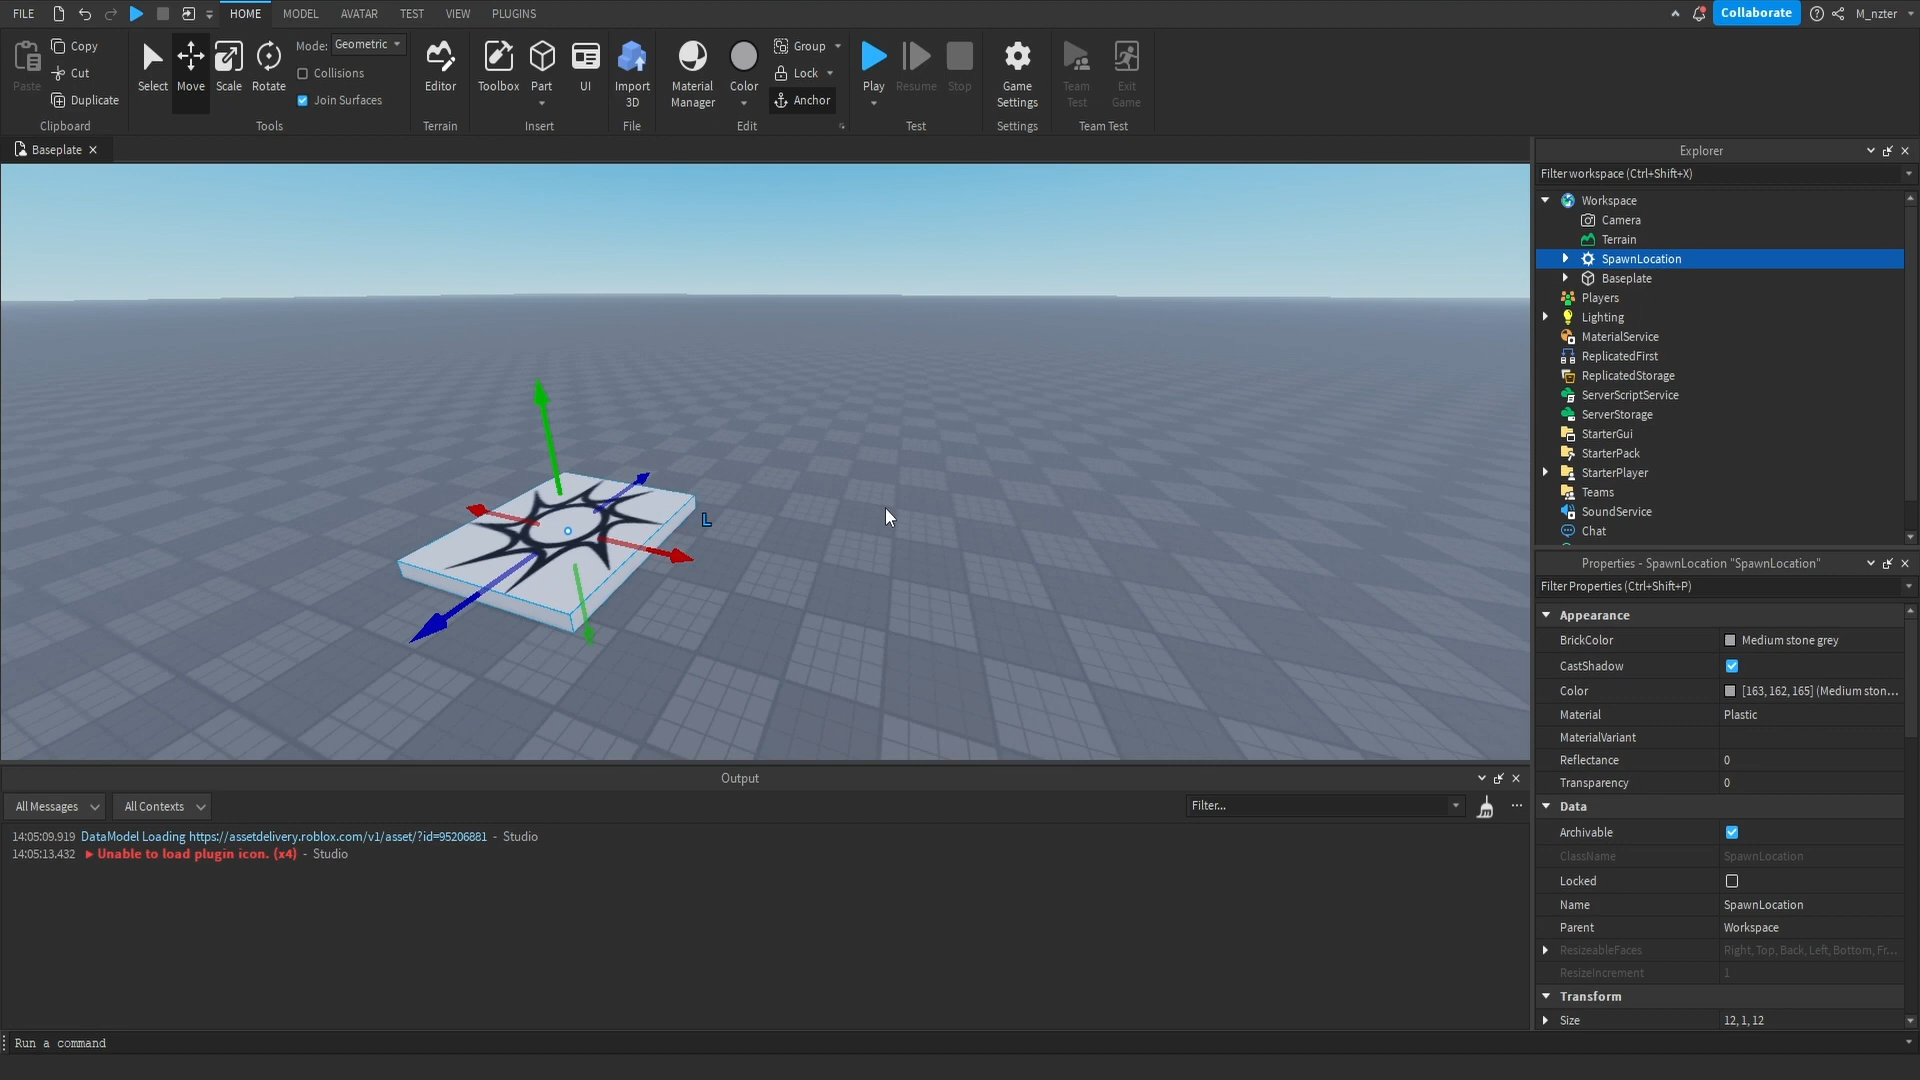 FILE
HOME
MODEL
AVATAR
TEST
VIEW
PLUGINS
Collaborate
M_nzter
Paste
Copy
Cut
Duplicate
Clipboard
Select
Move
Scale
Rotate
Mode: Geometric
Collisions
Join Surfaces
Tools
Editor
Terrain
Toolbox
Part
UI
Insert
Import
3D
File
Material
Manager
Color
Group
Lock
Anchor
Edit
Play
Resume
Stop
Test
Game
Settings
Settings
Team
Test
Exit
Game
Team Test
Baseplate
L
Explorer
Filter workspace (Ctrl+Shift+X)
Workspace
Camera
Terrain
SpawnLocation
Baseplate
Players
Lighting
MaterialService
ReplicatedFirst
ReplicatedStorage
ServerScriptService
ServerStorage
StarterGui
StarterPack
StarterPlayer
Teams
SoundService
Chat
Properties - SpawnLocation "SpawnLocation"
Filter Properties (Ctrl+Shift+P)
Appearance
BrickColor Medium stone grey
CastShadow
Color [163, 162, 165] (Medium ston...
Material Plastic
MaterialVariant
Reflectance 0
Transparency 0
Data
Archivable
ClassName SpawnLocation
Locked
Name SpawnLocation
Parent Workspace
ResizeableFaces Right, Top, Back, Left, Bottom, Fr...
ResizeIncrement 1
Transform
Size 12, 1, 12
Output
All Messages
All Contexts
Filter...
14:05:09.919 DataModel Loading https://assetdelivery.roblox.com/v1/asset/?id=95206881 - Studio
14:05:13.432 Unable to load plugin icon. (x4) - Studio
Run a command